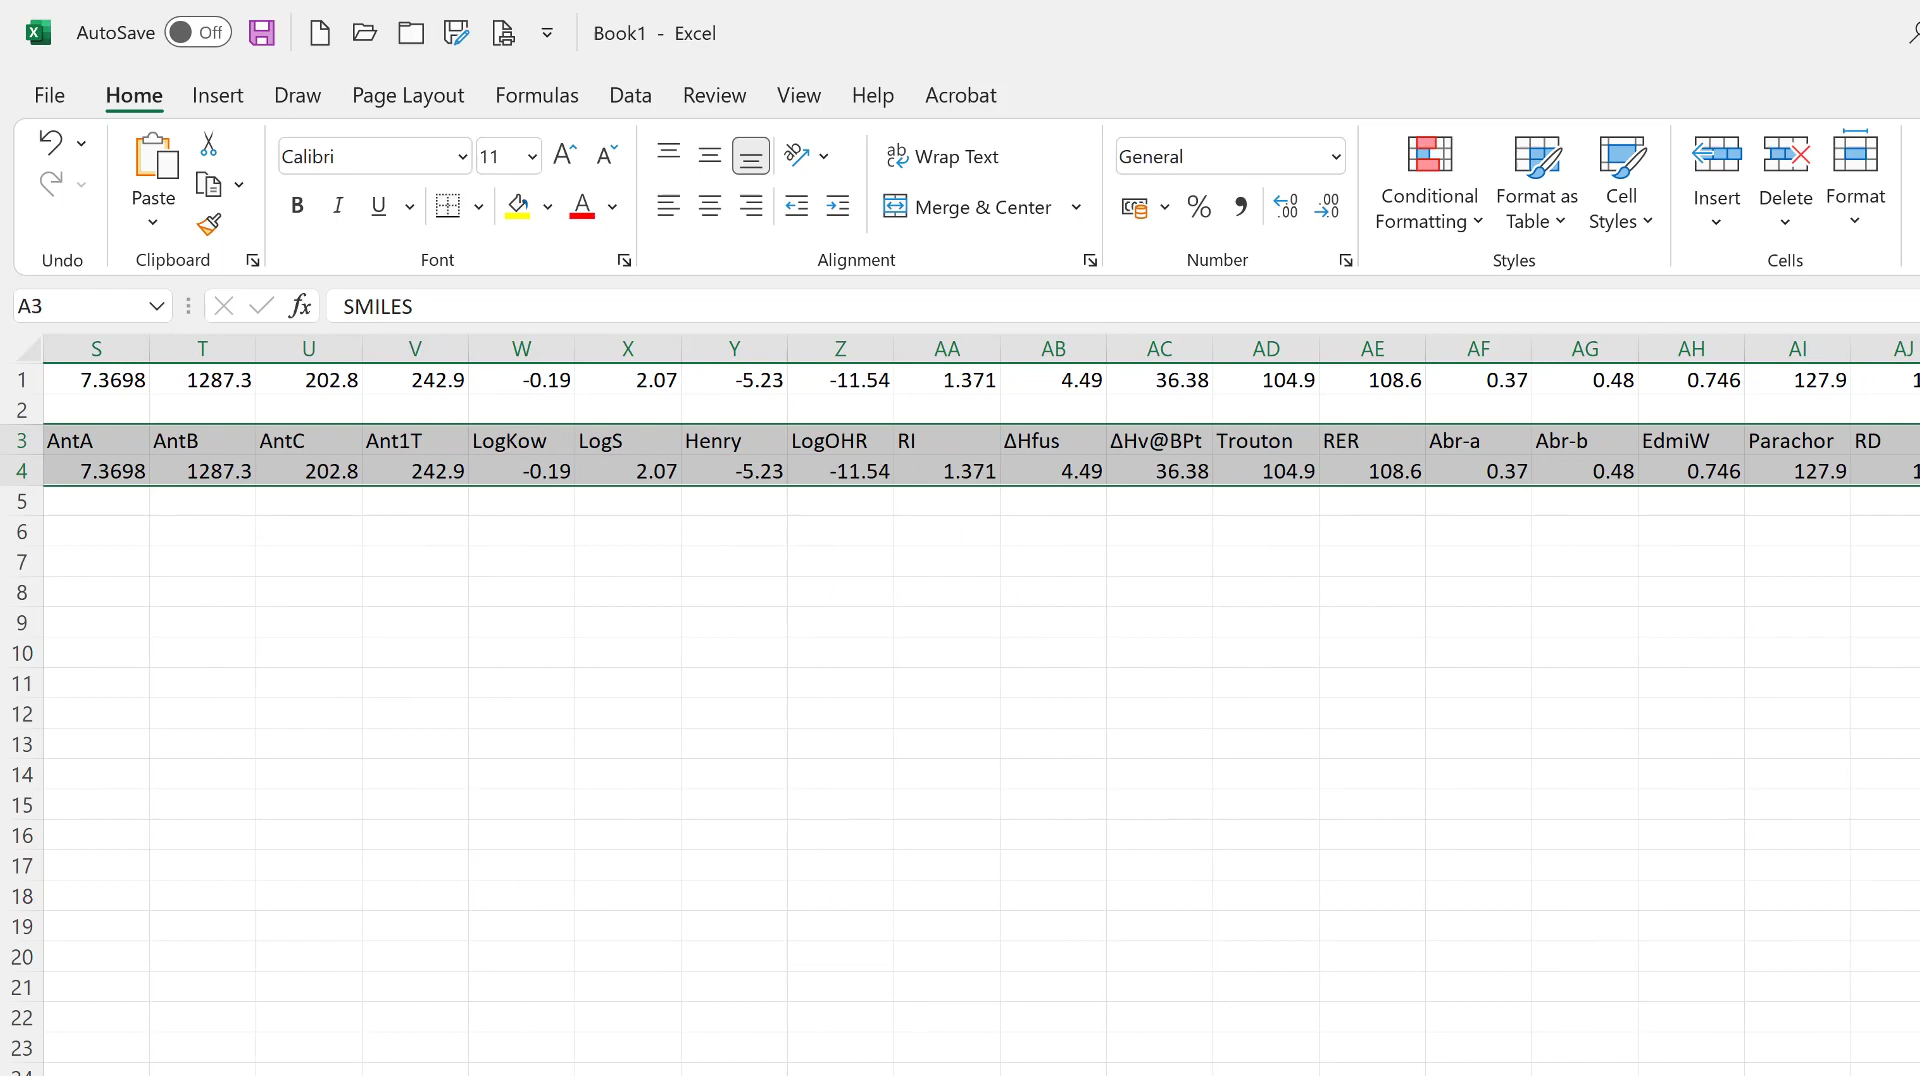 AutoSave Off Book1 - Excel
File Home Insert Draw Page Layout Formulas Data Review View Help Acrobat
Calibri 11 Wrap Text General
Paste B I U A Merge & Center % Conditional Formatting Format as Table Cell Styles Insert Delete Format
Undo Clipboard Font Alignment Number Styles Cells
A3 fx SMILES
S T U V W X Y Z AA AB AC AD AE AF AG AH AI AJ
1 7.3698 1287.3 202.8 242.9 -0.19 2.07 -5.23 -11.54 1.371 4.49 36.38 104.9 108.6 0.37 0.48 0.746 127.9
2
3 AntA AntB AntC Ant1T LogKow LogS Henry LogOHR RI ΔHfus ΔHv@BPt Trouton RER Abr-a Abr-b EdmiW Parachor RD
4 7.3698 1287.3 202.8 242.9 -0.19 2.07 -5.23 -11.54 1.371 4.49 36.38 104.9 108.6 0.37 0.48 0.746 127.9
5
6
7
8
9
10
11
12
13
14
15
16
17
18
19
20
21
22
23